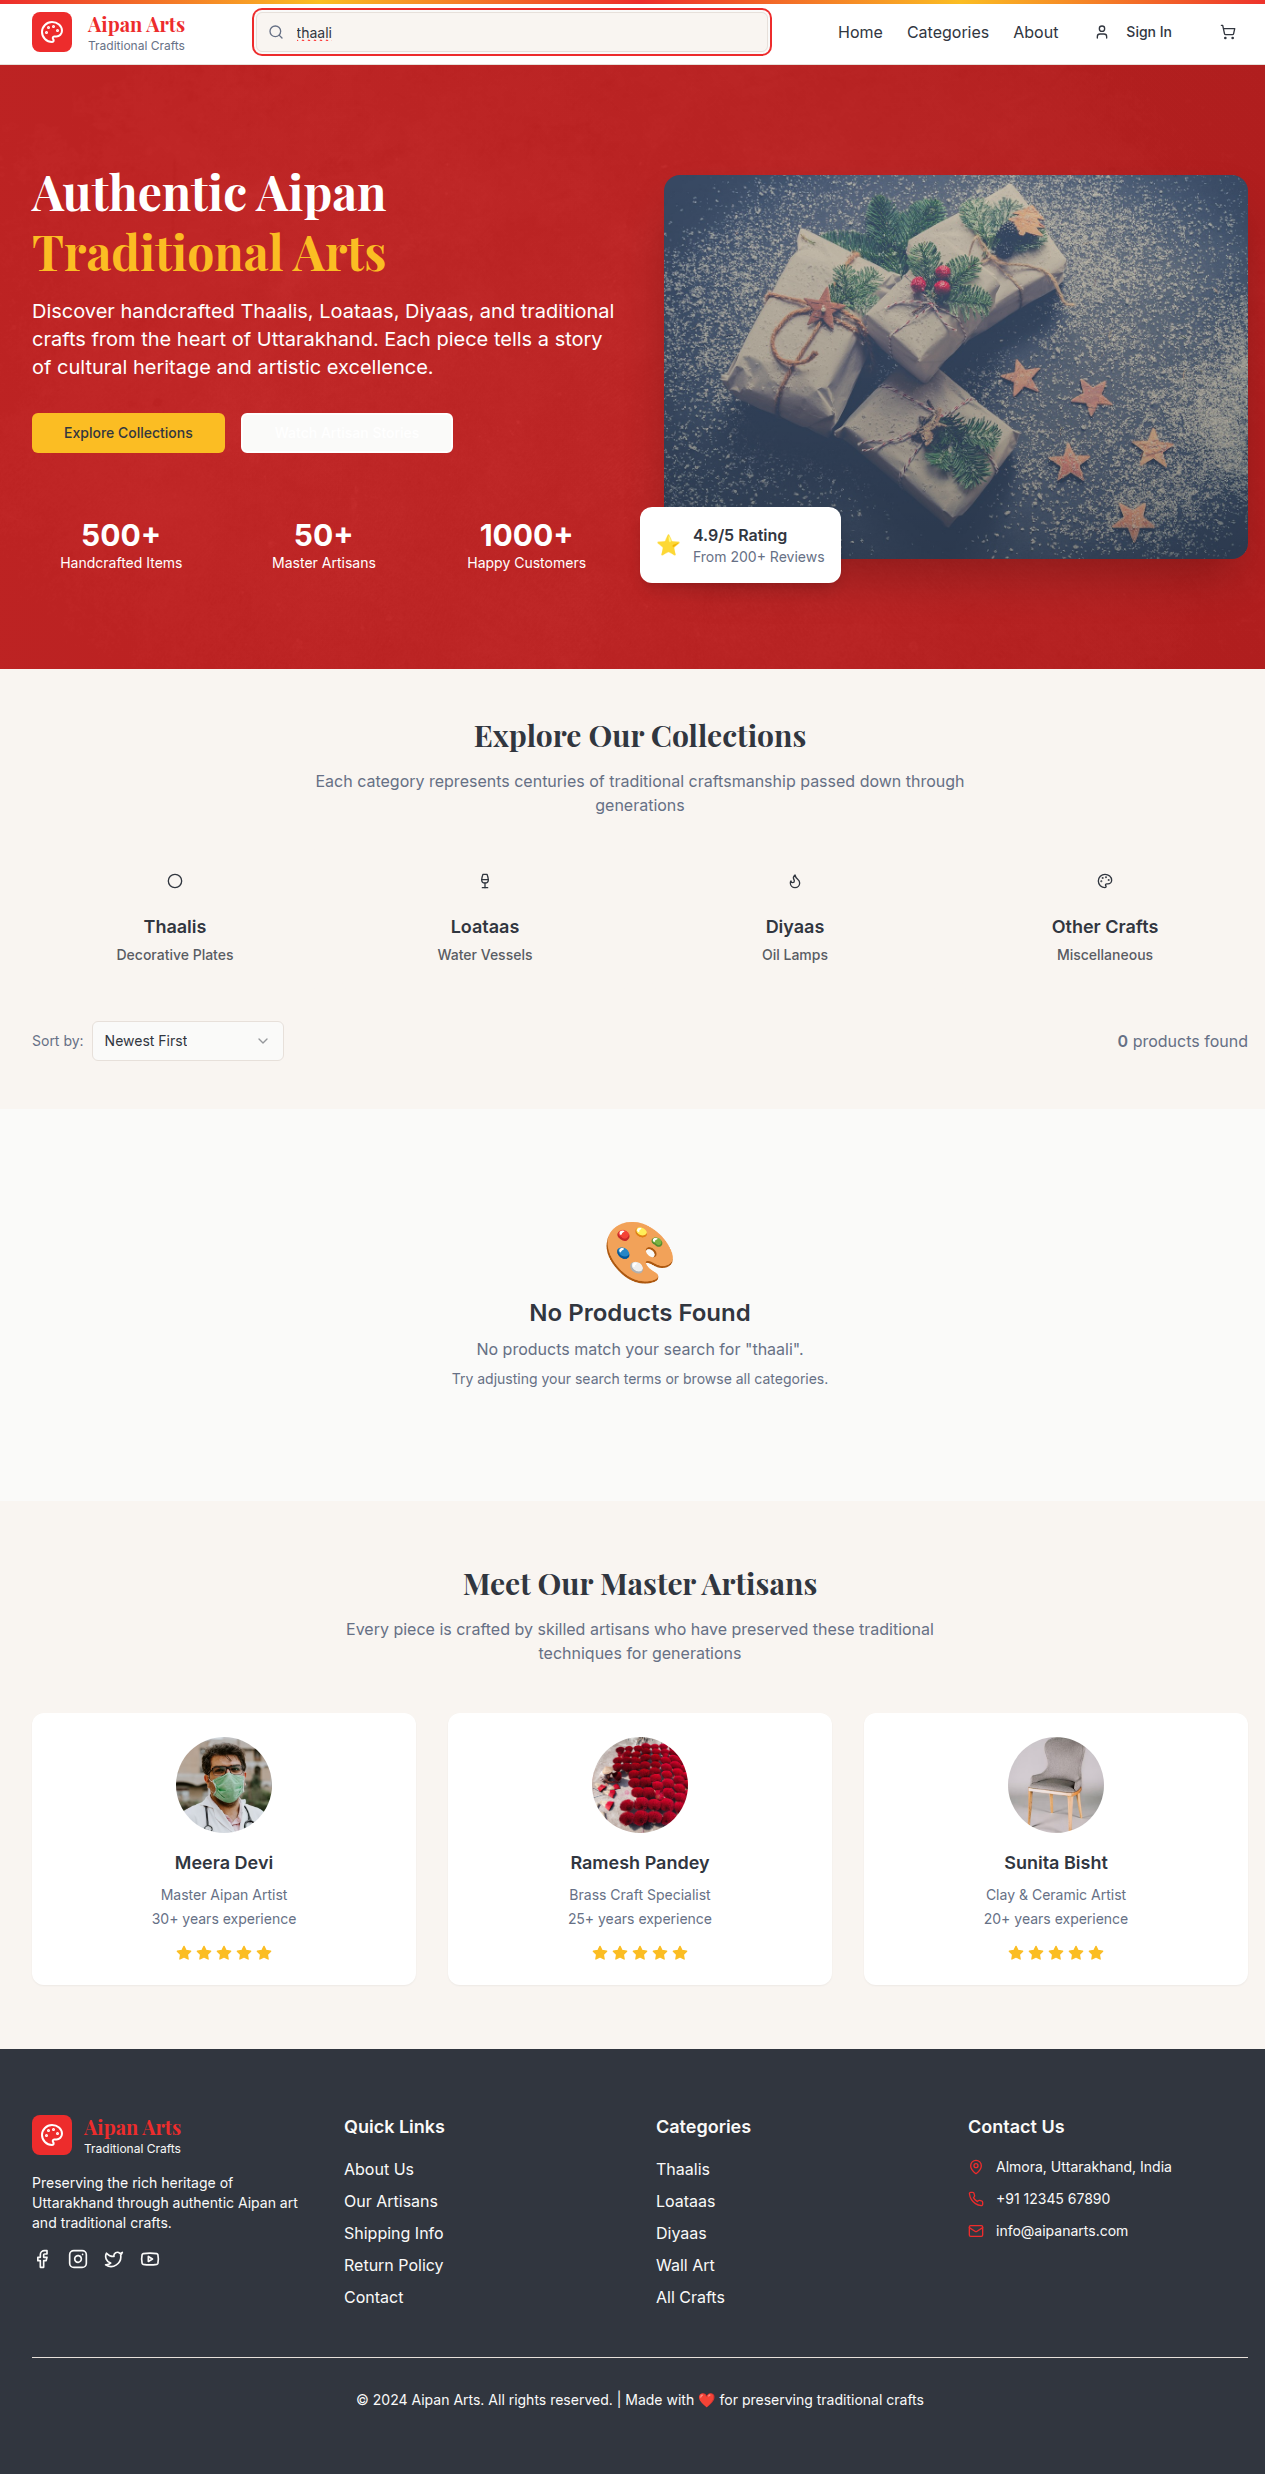 Aipan Arts
Traditional Crafts
thaali
Home
Categories
About
Sign In
Authentic Aipan
Traditional Arts
Discover handcrafted Thaalis, Loataas, Diyaas, and traditional
crafts from the heart of Uttarakhand. Each piece tells a story
of cultural heritage and artistic excellence.
Explore Collections
Watch Artisan Stories
500+
Handcrafted Items
50+
Master Artisans
1000+
Happy Customers
4.9/5 Rating
From 200+ Reviews
Explore Our Collections
Each category represents centuries of traditional craftsmanship passed down through
generations
Thaalis
Decorative Plates
Loataas
Water Vessels
Diyaas
Oil Lamps
Other Crafts
Miscellaneous
Sort by:
Newest First
0 products found
No Products Found
No products match your search for "thaali".
Try adjusting your search terms or browse all categories.
Meet Our Master Artisans
Every piece is crafted by skilled artisans who have preserved these traditional
techniques for generations
Meera Devi
Master Aipan Artist
30+ years experience
Ramesh Pandey
Brass Craft Specialist
25+ years experience
Sunita Bisht
Clay & Ceramic Artist
20+ years experience
Aipan Arts
Traditional Crafts
Preserving the rich heritage of
Uttarakhand through authentic Aipan art
and traditional crafts.
Quick Links
About Us
Our Artisans
Shipping Info
Return Policy
Contact
Categories
Thaalis
Loataas
Diyaas
Wall Art
All Crafts
Contact Us
Almora, Uttarakhand, India
+91 12345 67890
info@aipanarts.com
© 2024 Aipan Arts. All rights reserved. | Made with ❤️ for preserving traditional crafts